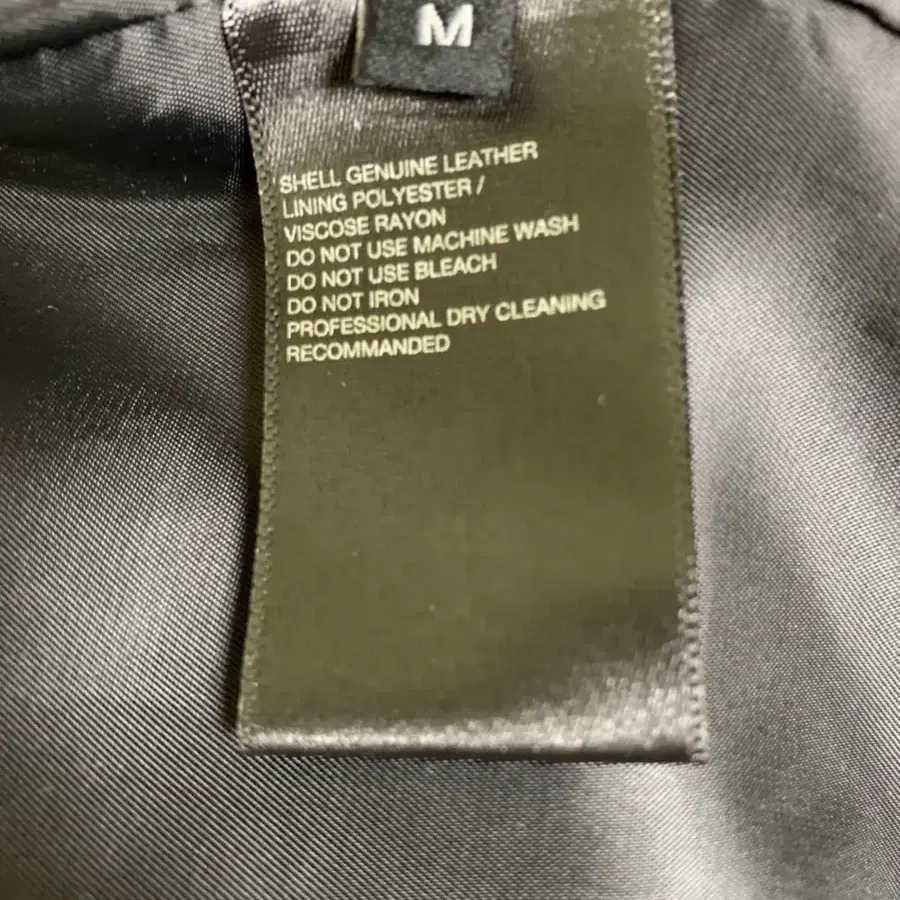 M
SHELL GENUINE LEATHER
LINING POLYESTER /
VISCOSE RAYON
DO NOT USE MACHINE WASH
DO NOT USE BLEACH
DO NOT IRON
PROFESSIONAL DRY CLEANING
RECOMMANDED